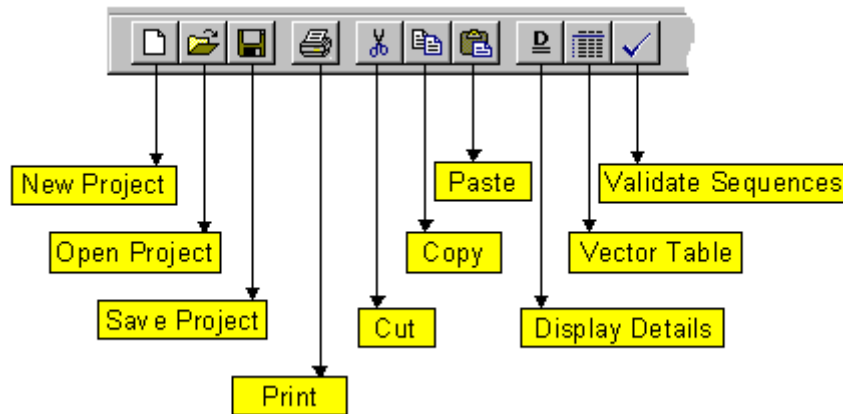 D
New Project
Paste
Validate Sequences
Open Project
Copy
Vector Table
Save Project
Cut
Display Details
Print